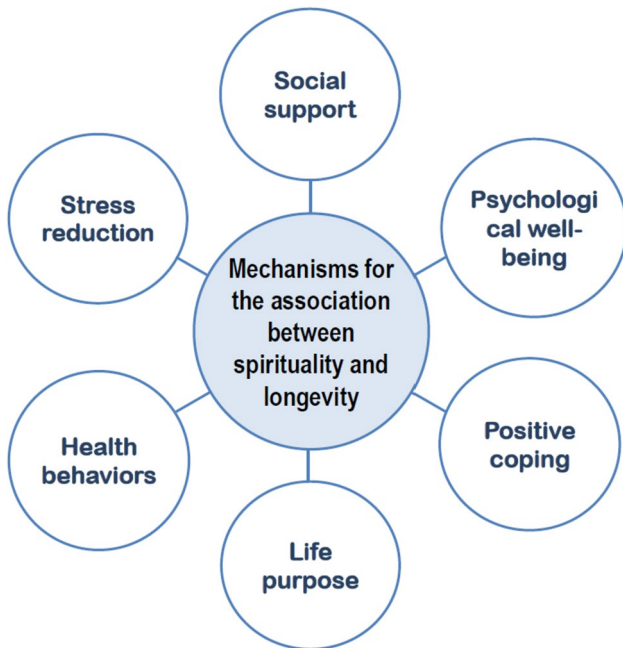 Social
support
Stress
reduction
Psychologi
cal well-
being
Mechanisms for
the association
between
spirituality and
longevity
Health
behaviors
Positive
coping
Life
purpose